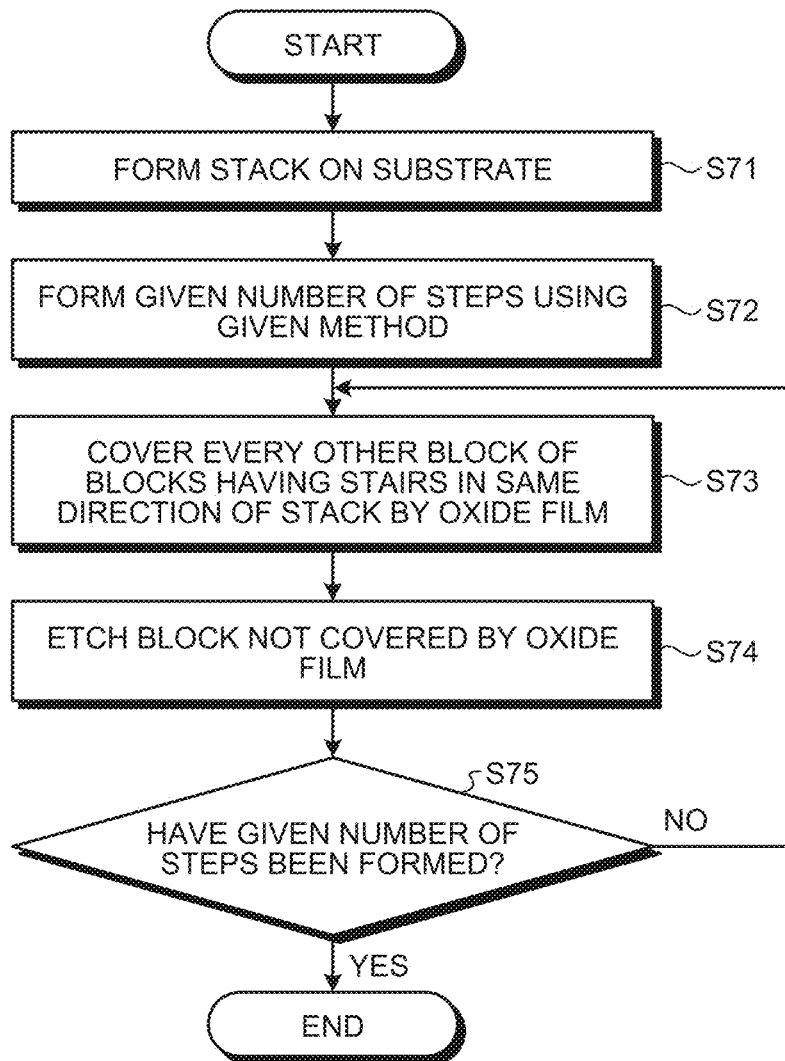 START
FORM STACK ON SUBSTRATE
S71
FORM GIVEN NUMBER OF STEPS USING
GIVEN METHOD
S72
COVER EVERY OTHER BLOCK OF
BLOCKS HAVING STAIRS IN SAME
DIRECTION OF STACK BY OXIDE FILM
S73
ETCH BLOCK NOT COVERED BY OXIDE
FILM
S74
S75
HAVE GIVEN NUMBER OF
STEPS BEEN FORMED?
NO
YES
END